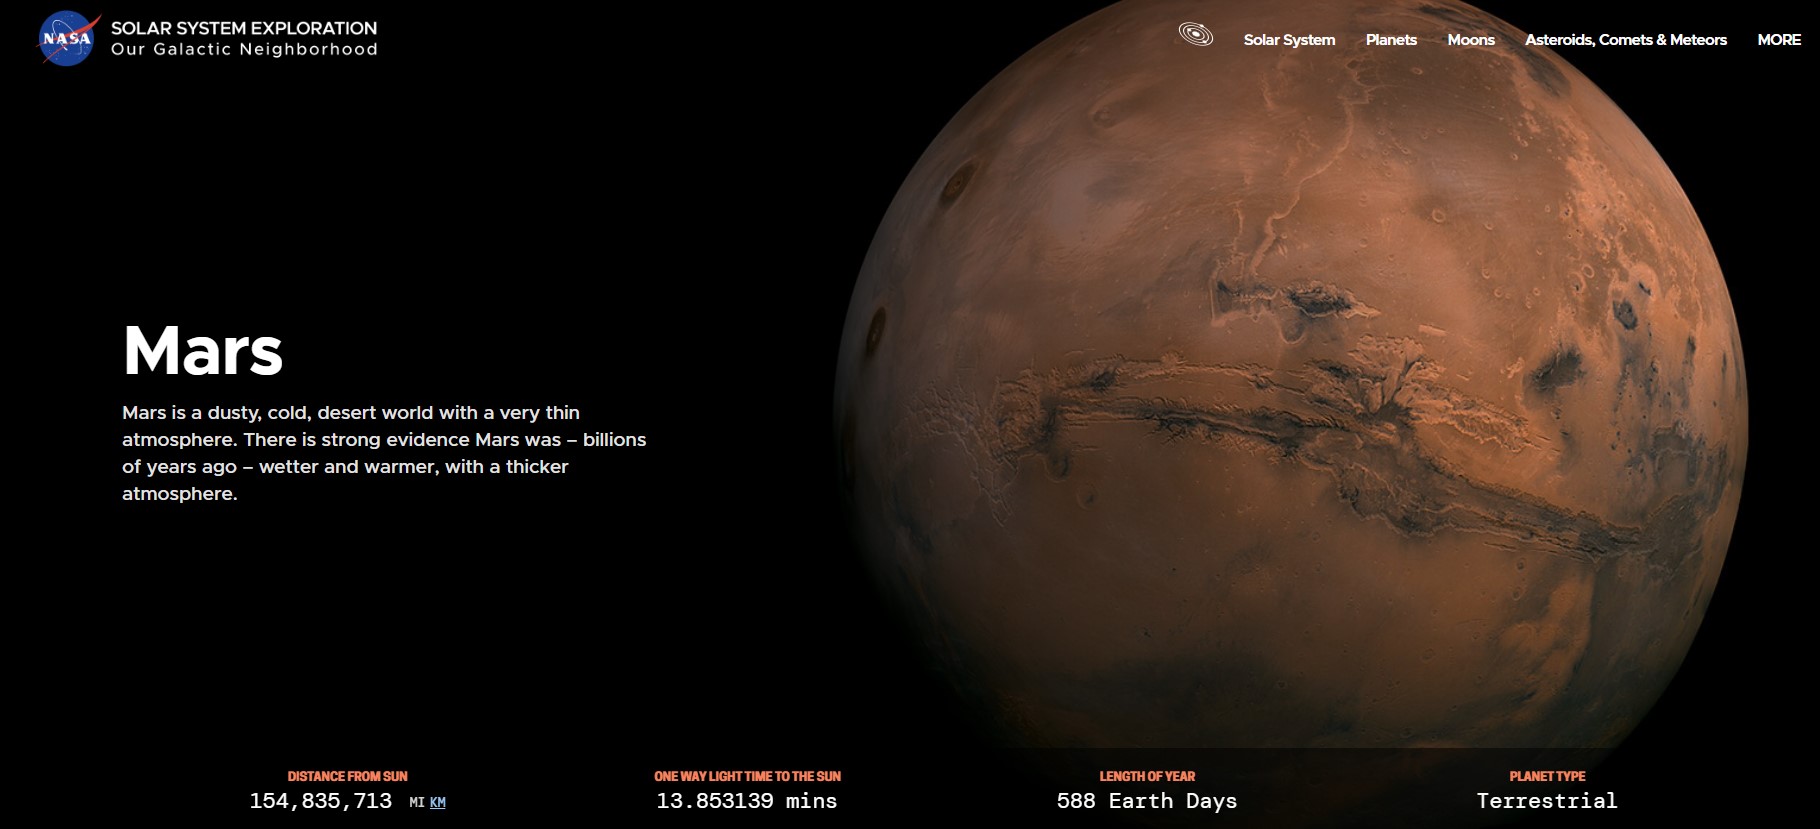 NASA
SOLAR SYSTEM EXPLORATION
Our Galactic Neighborhood
Solar System Planets Moons Asteroids, Comets & Meteors MORE
Mars
Mars is a dusty, cold, desert world with a very thin
atmosphere. There is strong evidence Mars was – billions
of years ago – wetter and warmer, with a thicker
atmosphere.
DISTANCE FROM SUN
154,835,713 MI KM
ONE WAY LIGHT TIME TO THE SUN
13.853139 mins
LENGTH OF YEAR
588 Earth Days
PLANET TYPE
Terrestrial